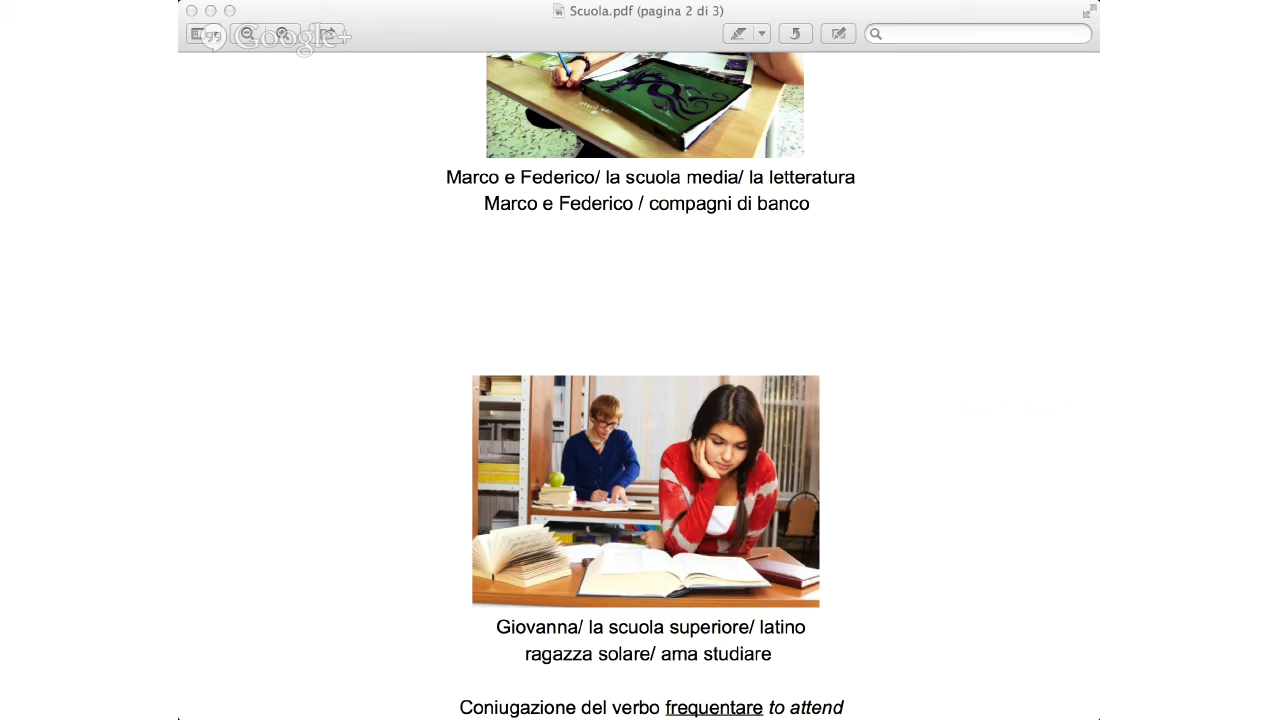 Scuola.pdf (pagina 2 di 3)
Google+
Marco e Federico/ la scuola media/ la letteratura
Marco e Federico / compagni di banco
Giovanna/ la scuola superiore/ latino
ragazza solare/ ama studiare
Coniugazione del verbo frequentare to attend